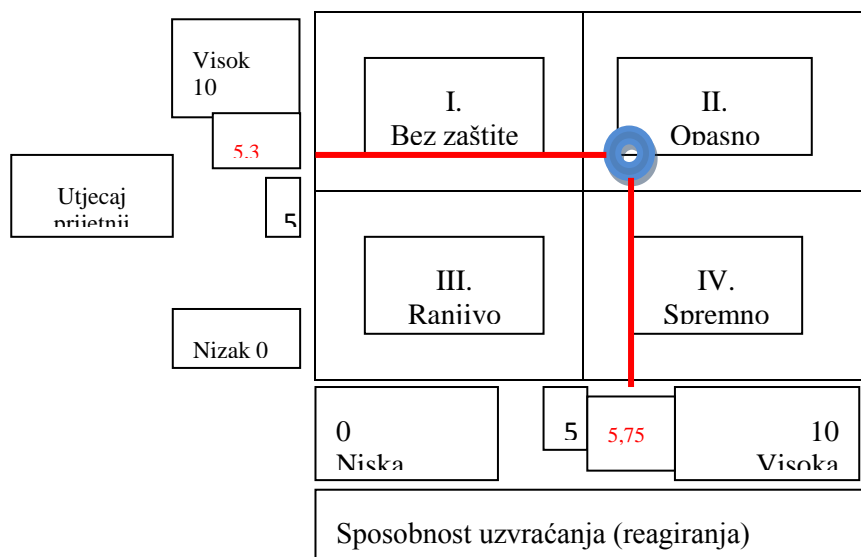 Visok
10
I.
Bez zaštite
II.
Opasno
5.3
Utjecaj
prijetnji
5
III.
Ranjivo
IV.
Spremno
Nizak 0
0
Niska
5
5,75
10
Visoka
Sposobnost uzvraćanja (reagiranja)